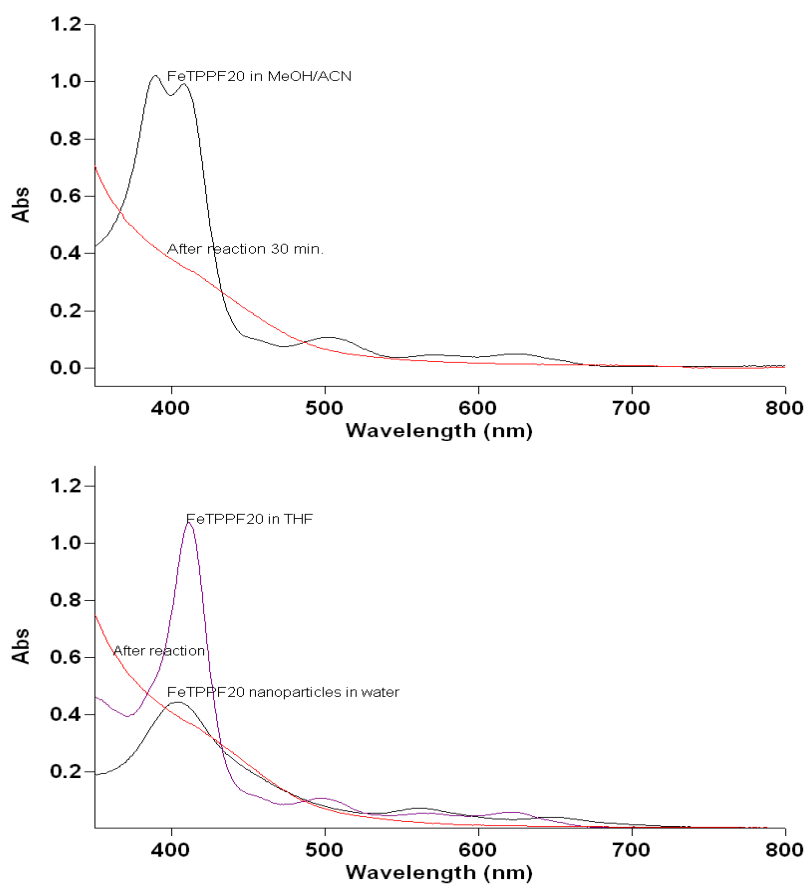 1.2
FeTPPF20 in MeOH/ACN
1.0
0.8
Abs
0.6
After reaction 30 min.
0.4
0.2
0.0
400 500 600 700 800
Wavelength (nm)
1.2
FeTPPF20 in THF
1.0
0.8
Abs
After reaction
0.6
FeTPPF20 nanoparticles in water
0.4
0.2
400 500 600 700 800
Wavelength (nm)